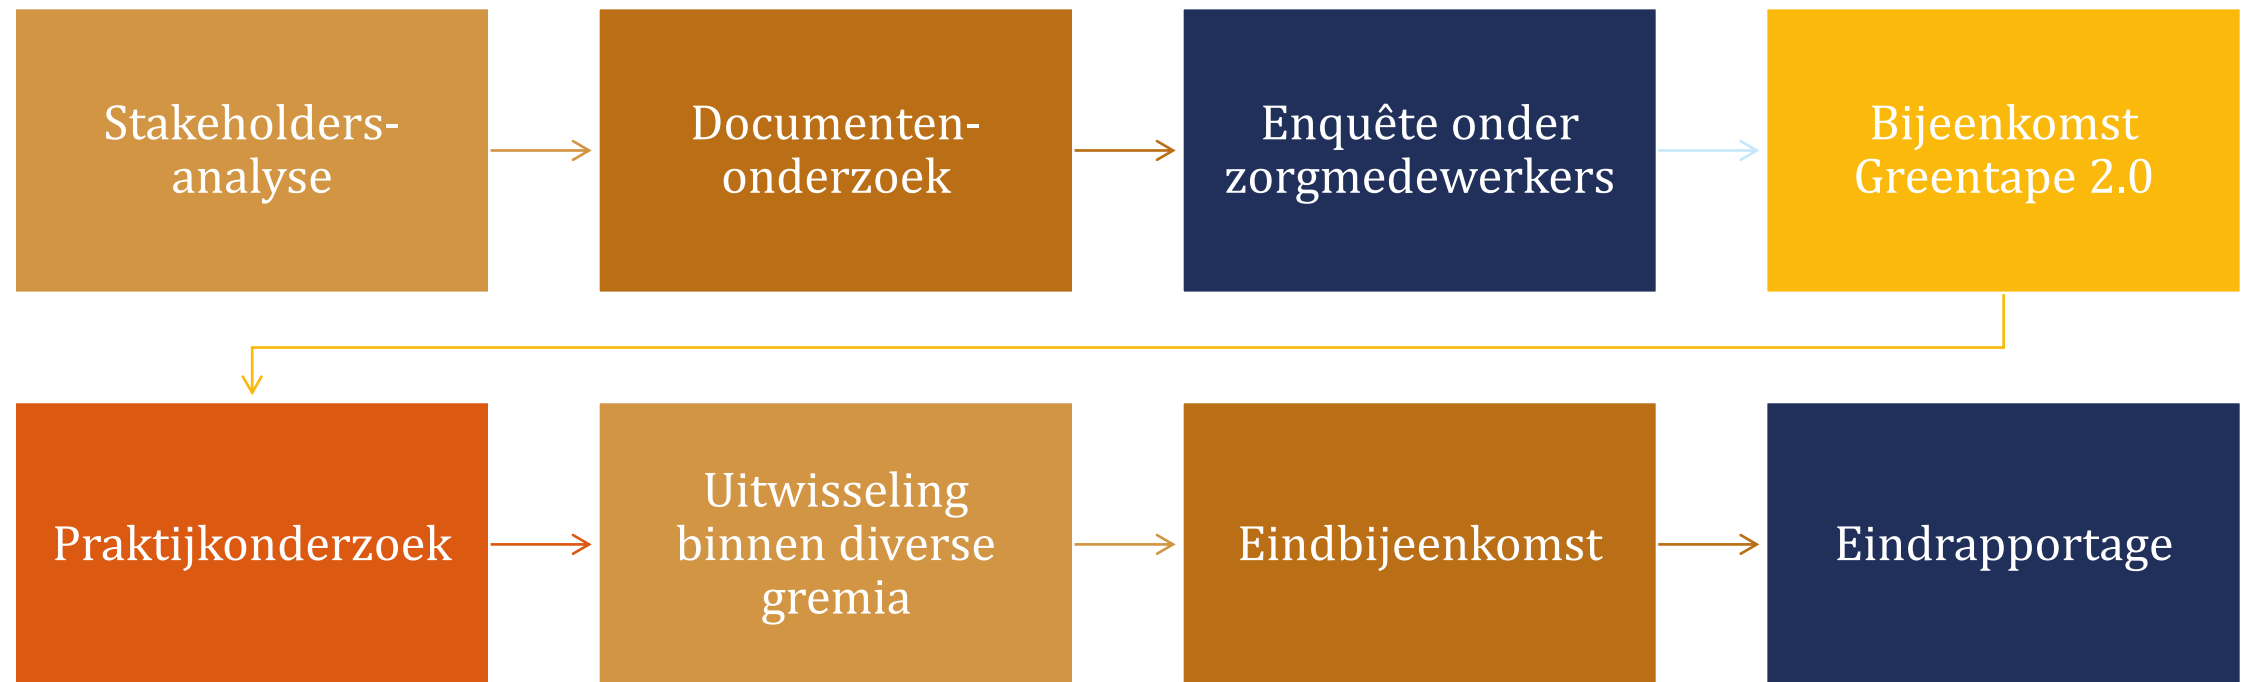 Stakeholders-
analyse
Documenten-
onderzoek
Enquête onder
zorgmedewerkers
Bijeenkomst
Greentape 2.0
Praktijkonderzoek
Uitwisseling
binnen diverse
gremia
Eindbijeenkomst
Eindrapportage